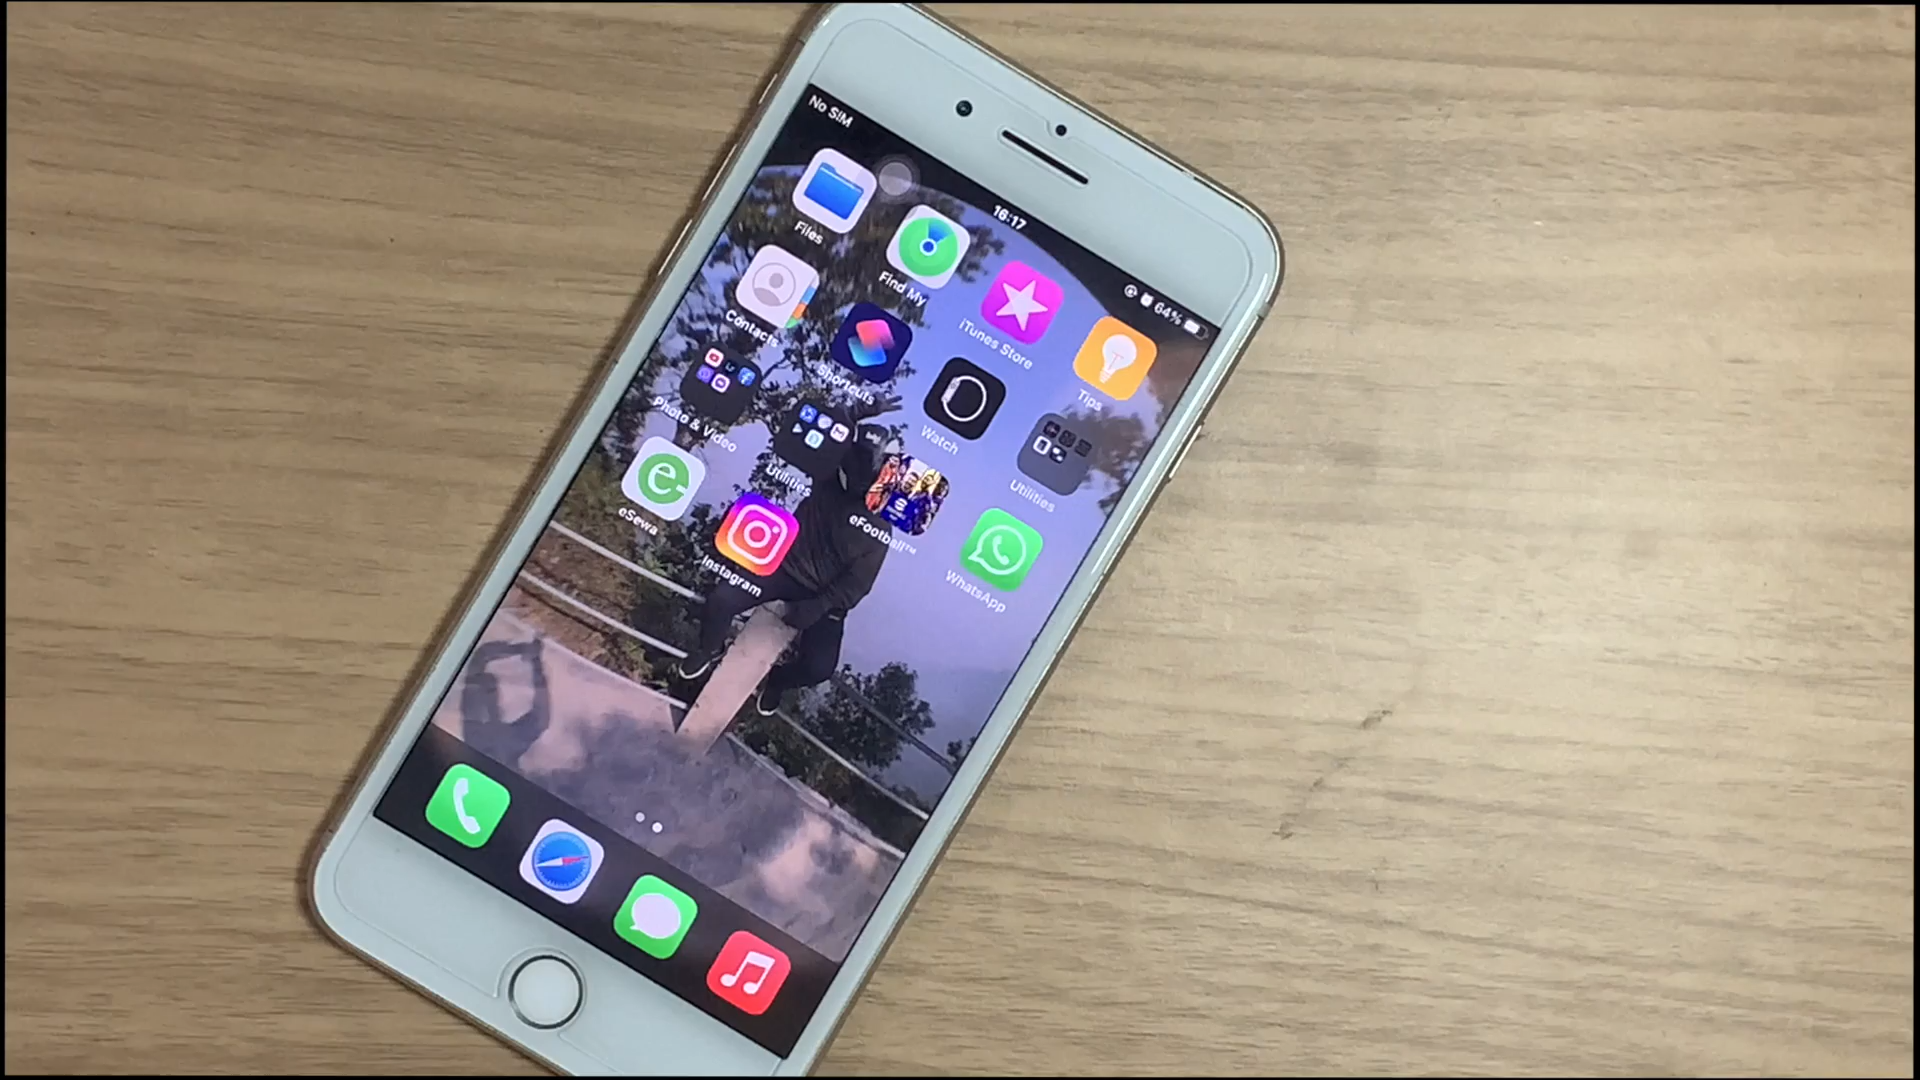 No SIM
16:17
64%
Files
Find My
iTunes Store
Tips
Contacts
Shortcuts
Watch
Utilities
Photo & Video
Utilities
eFootball™
WhatsApp
eSewa
Instagram